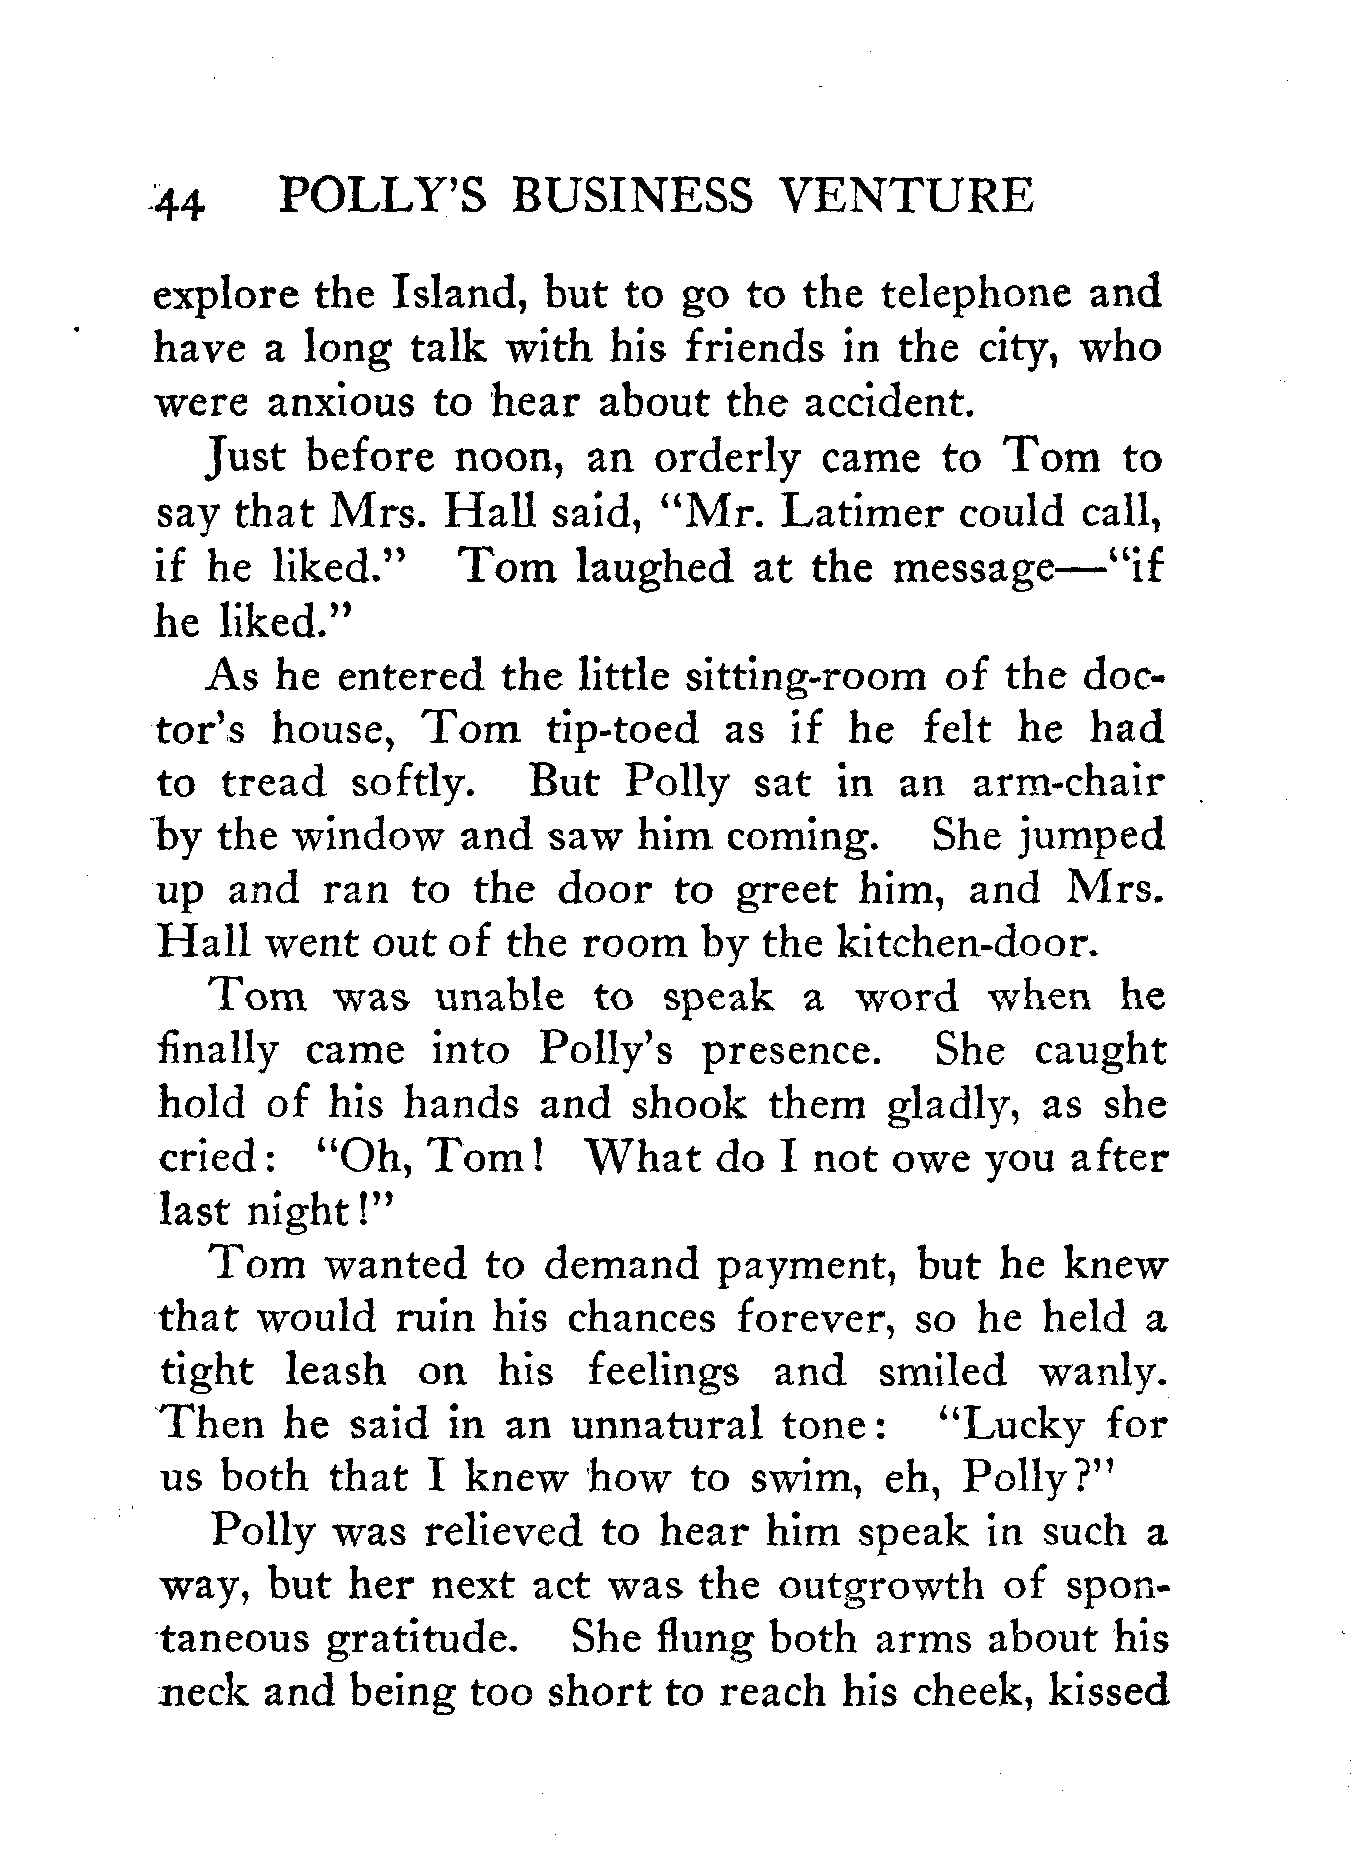 44 POLLY'S BUSINESS VENTURE
explore the Island, but to go to the telephone and
have a long talk with his friends in the city, who
were anxious to hear about the accident.
Just before noon, an orderly came to Tom to
say that Mrs. Hall said, “Mr. Latimer could call,
if he liked.” Tom laughed at the message—“if
he liked.”
As he entered the little sitting-room of the doc-
tor's house, Tom tip-toed as if he felt he had
to tread softly. But Polly sat in an arm-chair
by the window and saw him coming. She jumped
up and ran to the door to greet him, and Mrs.
Hall went out of the room by the kitchen-door.
Tom was unable to speak a word when he
finally came into Polly's presence. She caught
hold of his hands and shook them gladly, as she
cried: “Oh, Tom! What do I not owe you after
last night!”
Tom wanted to demand payment, but he knew
that would ruin his chances forever, so he held a
tight leash on his feelings and smiled wanly.
Then he said in an unnatural tone: “Lucky for
us both that I knew how to swim, eh, Polly?”
Polly was relieved to hear him speak in such a
way, but her next act was the outgrowth of spon-
taneous gratitude. She flung both arms about his
neck and being too short to reach his cheek, kissed